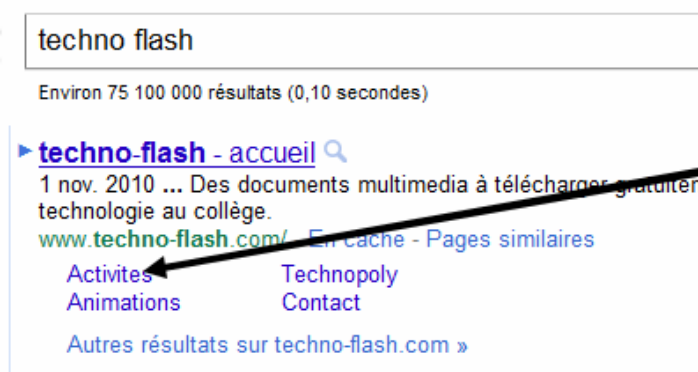 techno flash
Environ 75 100 000 résultats (0,10 secondes)
techno-flash - accueil
1 nov. 2010 ... Des documents multimedia à télécharger
technologie au collège.
www.techno-flash.com/ - En cache - Pages similaires
Activites Technopoly
Animations Contact
Autres résultats sur techno-flash.com »